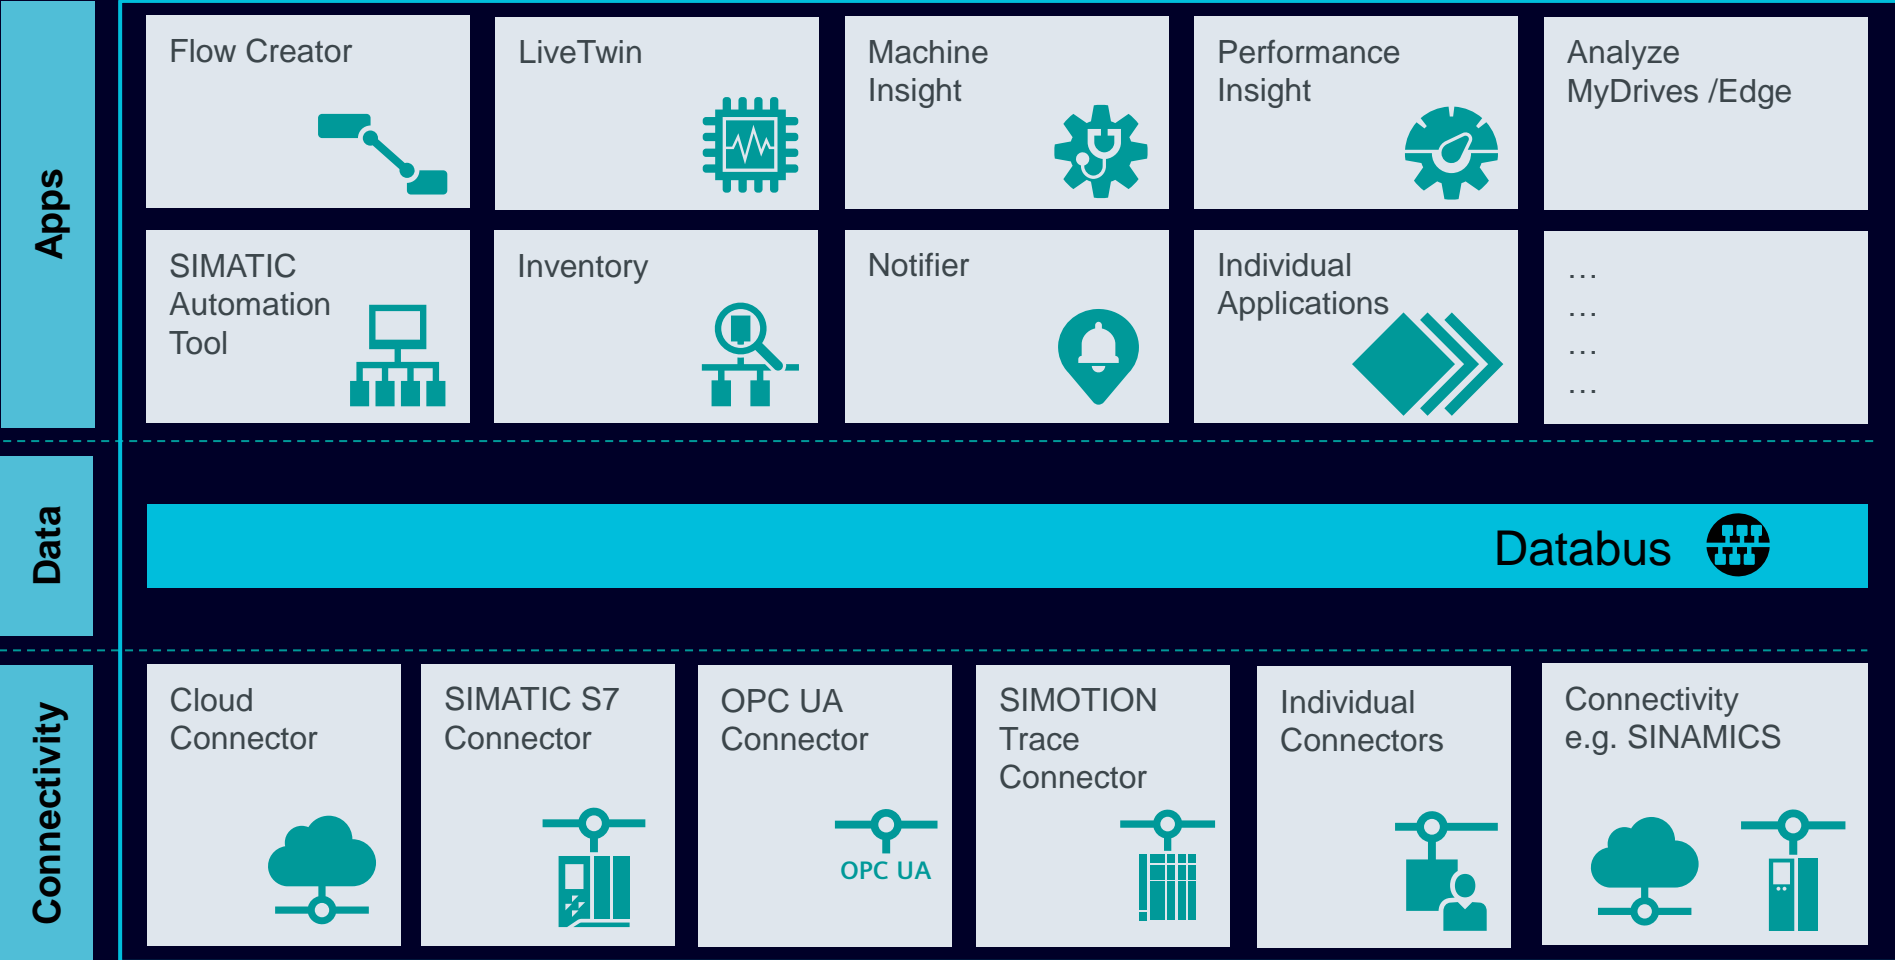 Apps
Flow Creator
LiveTwin
Machine
Insight
Performance
Insight
Analyze
MyDrives /Edge
SIMATIC
Automation
Tool
Inventory
Notifier
Individual
Applications
...
...
...
...
Data
Databus
Connectivity
Cloud
Connector
SIMATIC S7
Connector
OPC UA
Connector
OPC UA
SIMOTION
Trace
Connector
Individual
Connectors
Connectivity
e.g. SINAMICS